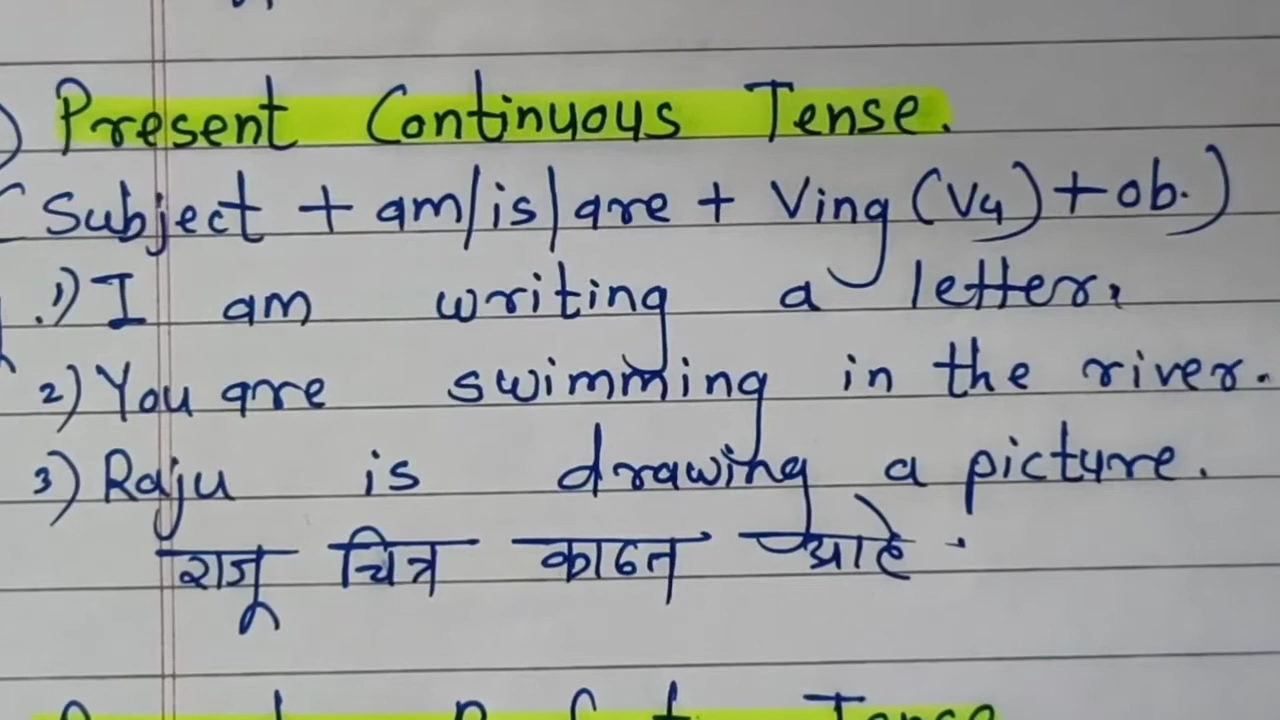 ) Present Continuous Tense.
(Subject + am/is/are + Ving (V4) + ob.)
1) I am writing a letter.
2) You are swimming in the river.
3) Raju is drawing a picture.
राजू चित्र काढत आहे.
Tense